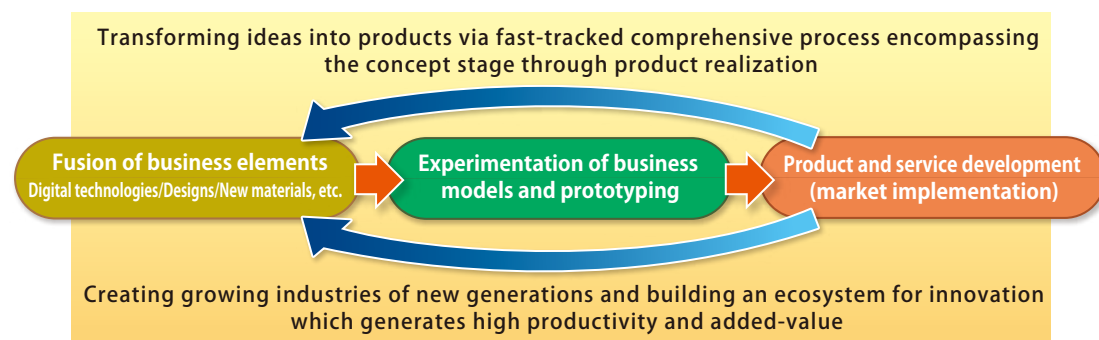 Transforming ideas into products via fast-tracked comprehensive process encompassing
the concept stage through product realization
Fusion of business elements
Digital technologies/Designs/New materials, etc.
Experimentation of business
models and prototyping
Product and service development
(market implementation)
Creating growing industries of new generations and building an ecosystem for innovation
which generates high productivity and added-value